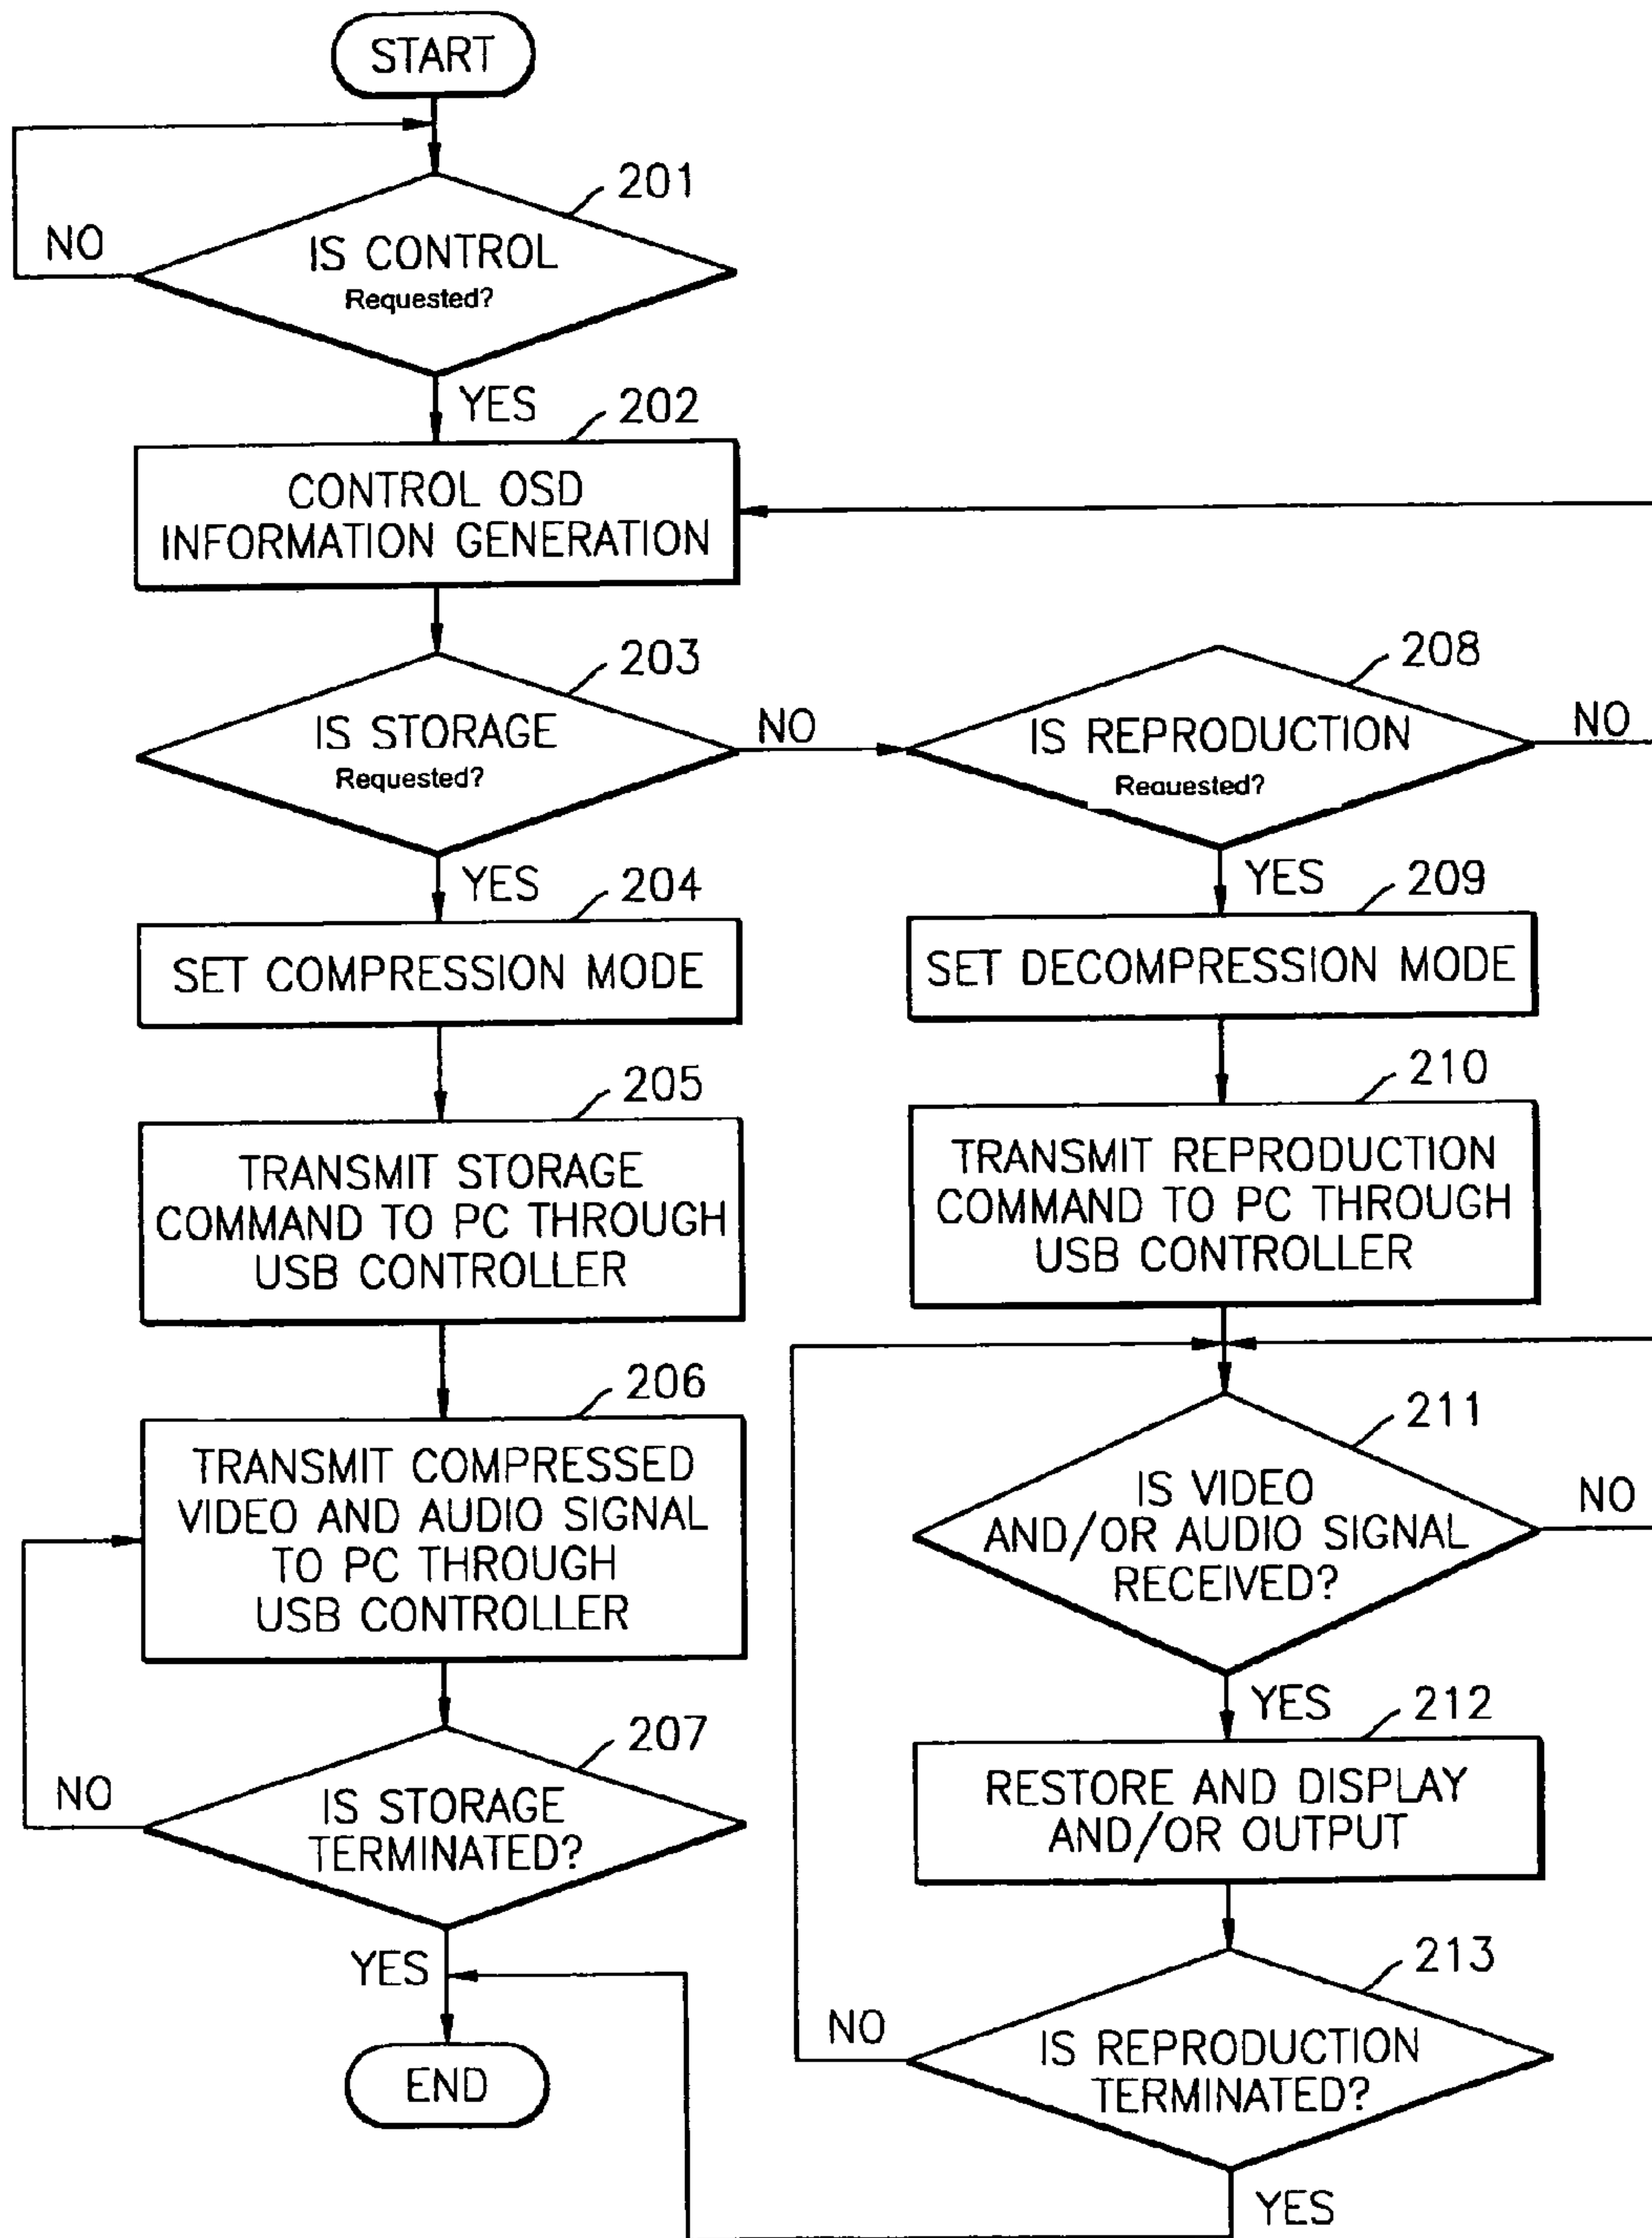 START
201
NO
IS CONTROL
Requested?
YES
202
CONTROL OSD
INFORMATION GENERATION
203
IS STORAGE
Requested?
NO
208
IS REPRODUCTION
Requested?
NO
YES
204
SET COMPRESSION MODE
YES
209
SET DECOMPRESSION MODE
205
TRANSMIT STORAGE
COMMAND TO PC THROUGH
USB CONTROLLER
210
TRANSMIT REPRODUCTION
COMMAND TO PC THROUGH
USB CONTROLLER
206
TRANSMIT COMPRESSED
VIDEO AND AUDIO SIGNAL
TO PC THROUGH
USB CONTROLLER
211
IS VIDEO
AND/OR AUDIO SIGNAL
RECEIVED?
NO
207
NO
IS STORAGE
TERMINATED?
YES
212
RESTORE AND DISPLAY
AND/OR OUTPUT
YES
END
213
NO
IS REPRODUCTION
TERMINATED?
YES